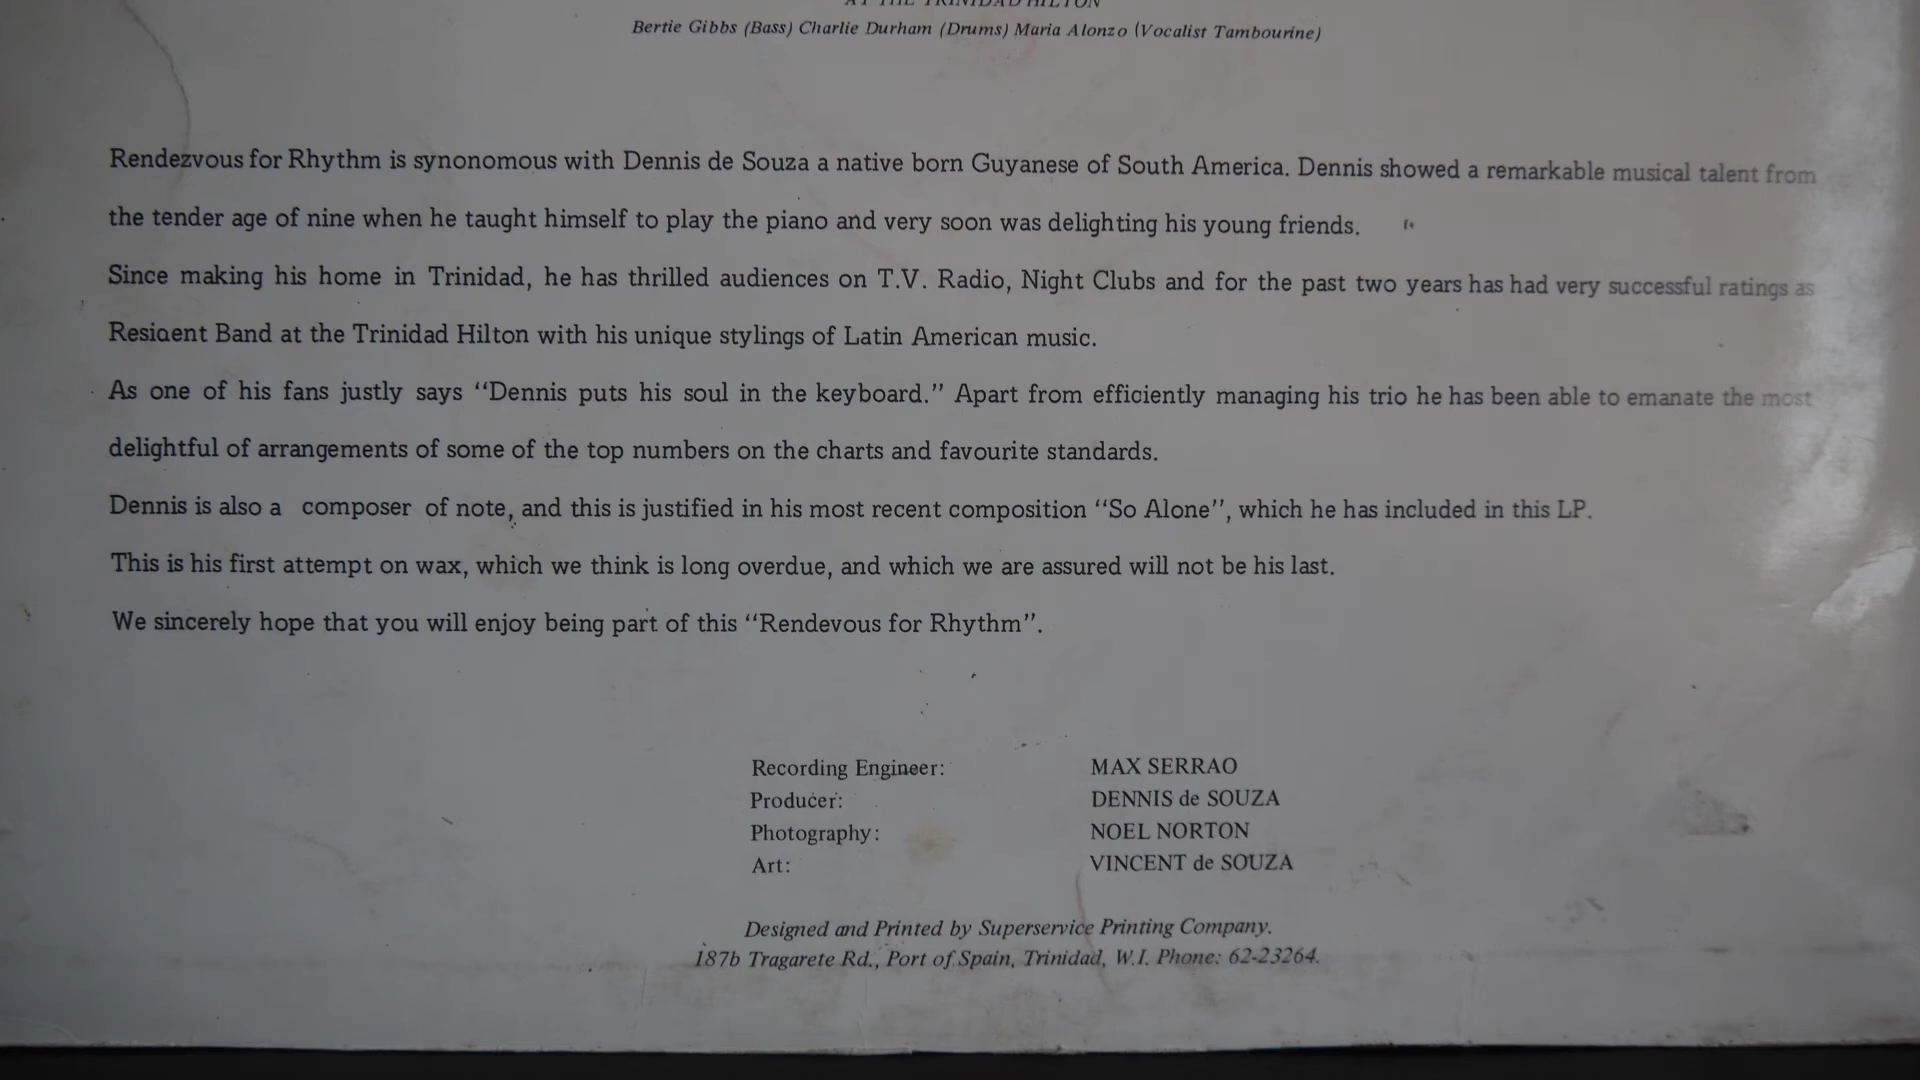 AT THE TRINIDAD HILTON
Bertie Gibbs (Bass) Charlie Durham (Drums) Maria Alonzo (Vocalist Tambourine)
Rendezvous for Rhythm is synonomous with Dennis de Souza a native born Guyanese of South America. Dennis showed a remarkable musical talent from
the tender age of nine when he taught himself to play the piano and very soon was delighting his young friends.
Since making his home in Trinidad, he has thrilled audiences on T.V. Radio, Night Clubs and for the past two years has had very successful ratings as
Resident Band at the Trinidad Hilton with his unique stylings of Latin American music.
As one of his fans justly says “Dennis puts his soul in the keyboard.” Apart from efficiently managing his trio he has been able to emanate the most
delightful of arrangements of some of the top numbers on the charts and favourite standards.
Dennis is also a composer of note, and this is justified in his most recent composition “So Alone”, which he has included in this LP.
This is his first attempt on wax, which we think is long overdue, and which we are assured will not be his last.
We sincerely hope that you will enjoy being part of this “Rendevous for Rhythm”.
Recording Engineer: MAX SERRAO
Producer: DENNIS de SOUZA
Photography: NOEL NORTON
Art: VINCENT de SOUZA
Designed and Printed by Superservice Printing Company.
187b Tragarete Rd., Port of Spain, Trinidad, W.I. Phone: 62-23264.